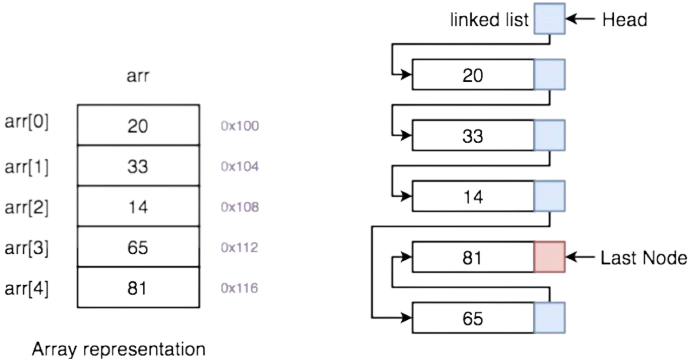 arr
arr[0] 20 0x100
arr[1] 33 0x104
arr[2] 14 0x108
arr[3] 65 0x112
arr[4] 81 0x116
Array representation
linked list Head
20
33
14
81 Last Node
65